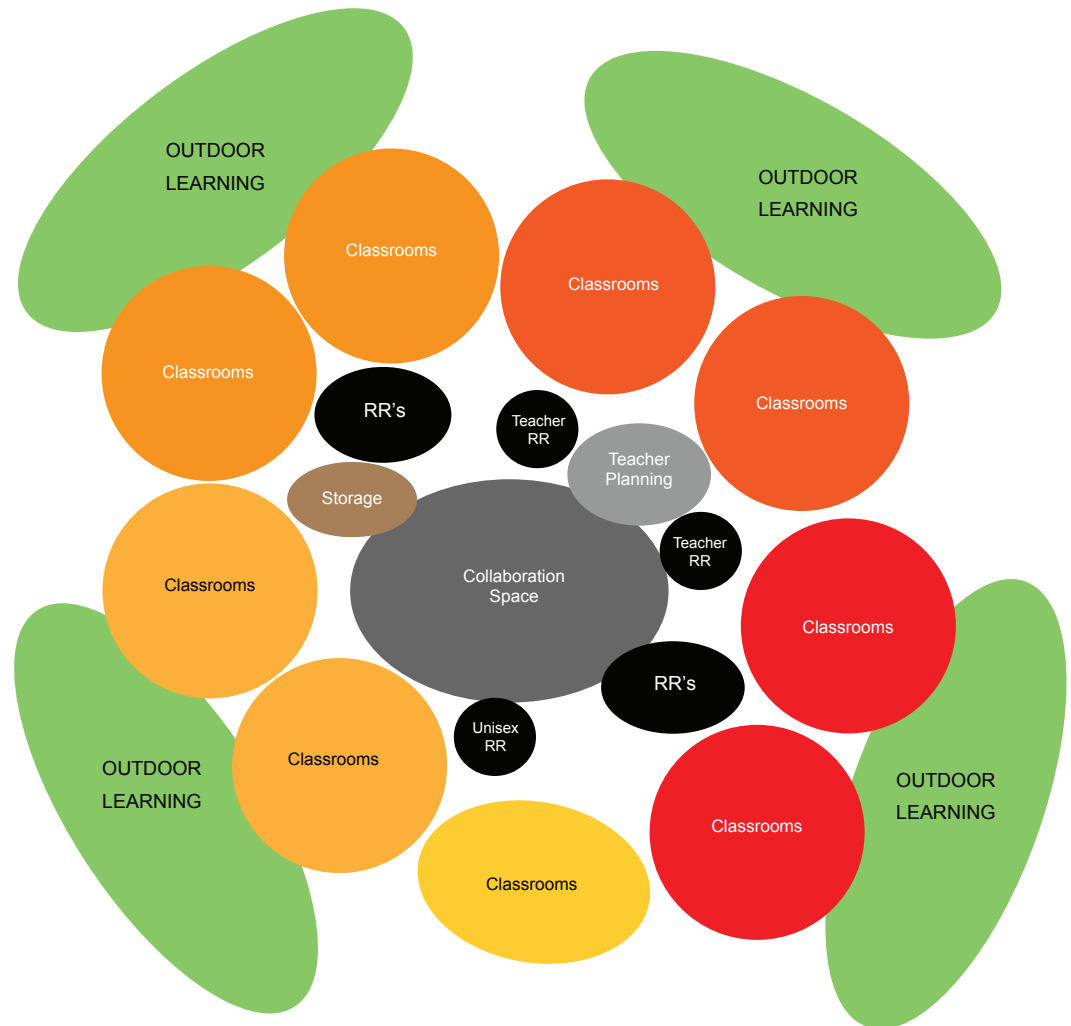 OUTDOOR
LEARNING
OUTDOOR
LEARNING
Classrooms
Classrooms
Classrooms
Classrooms
RR's
Teacher
RR
Teacher
Planning
Storage
Teacher
RR
Collaboration
Space
Classrooms
Classrooms
RR's
Unisex
RR
Classrooms
OUTDOOR
LEARNING
OUTDOOR
LEARNING
Classrooms
Classrooms